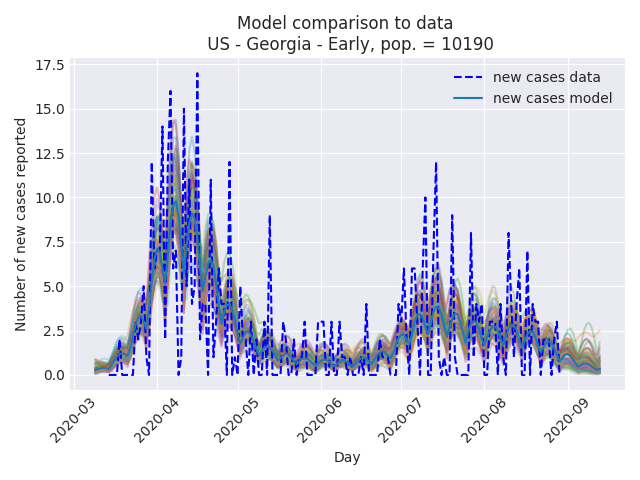 Model comparison to data
US - Georgia - Early, pop. = 10190
17.5
15.0
12.5
10.0
7.5
5.0
2.5
0.0
Number of new cases reported
new cases data
new cases model
2020-03
2020-04
2020-05
2020-06
2020-07
2020-08
2020-09
Day